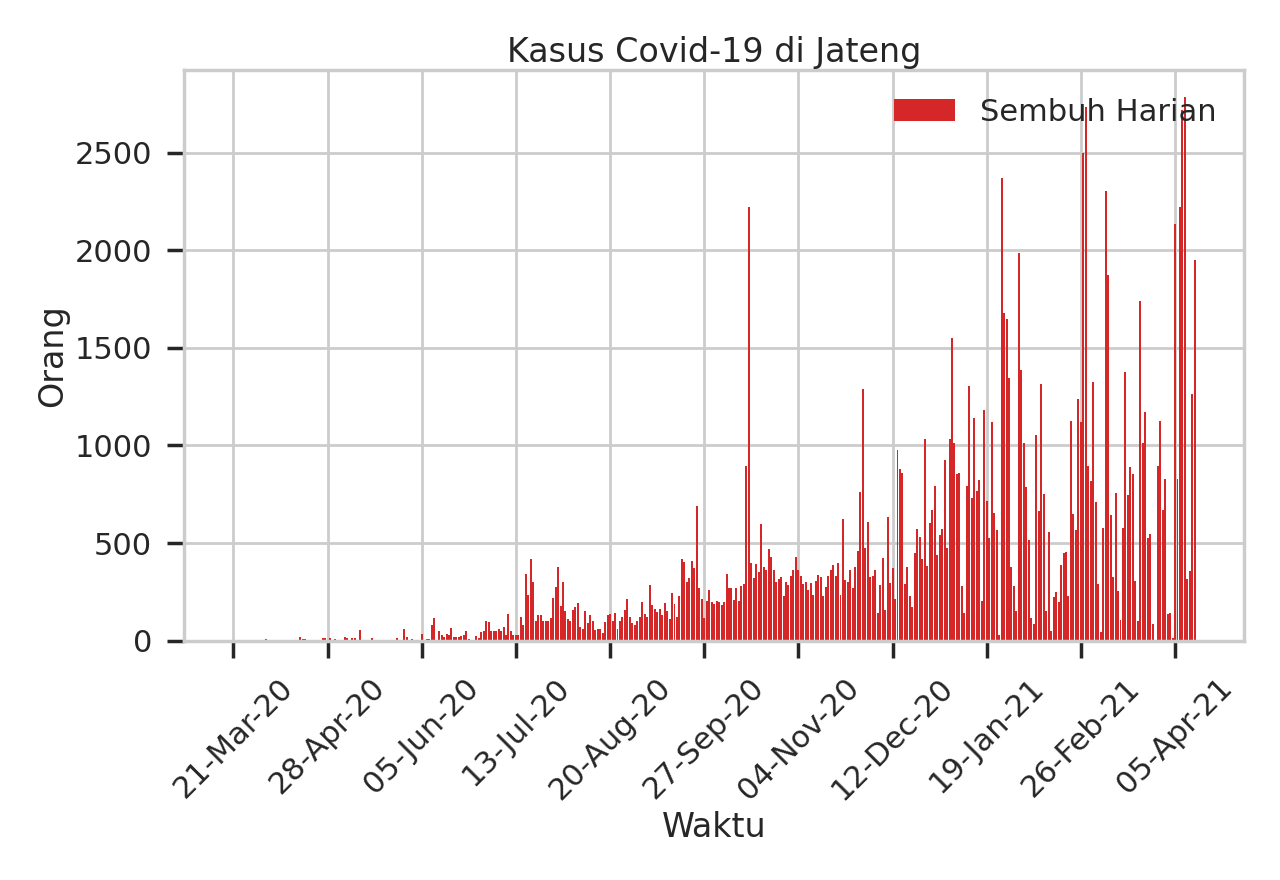 Kasus Covid-19 di Jateng
Sembuh Harian
2500
2000
1500
1000
500
0
Orang
21-Mar-20
28-Apr-20
05-Jun-20
13-Jul-20
20-Aug-20
27-Sep-20
04-Nov-20
12-Dec-20
19-Jan-21
26-Feb-21
05-Apr-21
Waktu